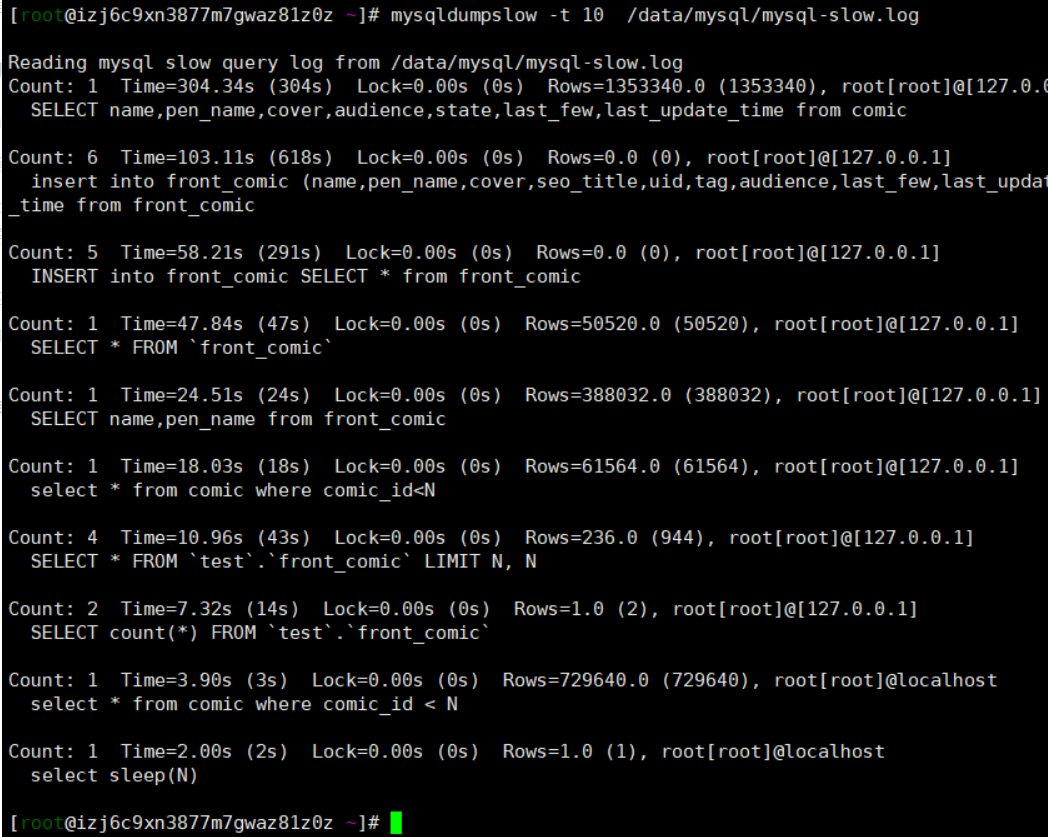 [root@izj6c9xn3877m7gwaz81z0z ~]# mysqldumpslow -t 10  /data/mysql/mysql-slow.log
Reading mysql slow query log from /data/mysql/mysql-slow.log
Count: 1  Time=304.34s (304s)  Lock=0.00s (0s)  Rows=1353340.0 (1353340), root[root]@[127.0.0
  SELECT name,pen_name,cover,audience,state,last_few,last_update_time from comic
Count: 6  Time=103.11s (618s)  Lock=0.00s (0s)  Rows=0.0 (0), root[root]@[127.0.0.1]
  insert into front_comic (name,pen_name,cover,seo_title,uid,tag,audience,last_few,last_updat
_time from front_comic
Count: 5  Time=58.21s (291s)  Lock=0.00s (0s)  Rows=0.0 (0), root[root]@[127.0.0.1]
  INSERT into front_comic SELECT * from front_comic
Count: 1  Time=47.84s (47s)  Lock=0.00s (0s)  Rows=50520.0 (50520), root[root]@[127.0.0.1]
  SELECT * FROM `front_comic`
Count: 1  Time=24.51s (24s)  Lock=0.00s (0s)  Rows=388032.0 (388032), root[root]@[127.0.0.1]
  SELECT name,pen_name from front_comic
Count: 1  Time=18.03s (18s)  Lock=0.00s (0s)  Rows=61564.0 (61564), root[root]@[127.0.0.1]
  select * from comic where comic_id<N
Count: 4  Time=10.96s (43s)  Lock=0.00s (0s)  Rows=236.0 (944), root[root]@[127.0.0.1]
  SELECT * FROM `test`.`front_comic` LIMIT N, N
Count: 2  Time=7.32s (14s)  Lock=0.00s (0s)  Rows=1.0 (2), root[root]@[127.0.0.1]
  SELECT count(*) FROM `test`.`front_comic`
Count: 1  Time=3.90s (3s)  Lock=0.00s (0s)  Rows=729640.0 (729640), root[root]@localhost
  select * from comic where comic_id < N
Count: 1  Time=2.00s (2s)  Lock=0.00s (0s)  Rows=1.0 (1), root[root]@localhost
  select sleep(N)
[root@izj6c9xn3877m7gwaz81z0z ~]#